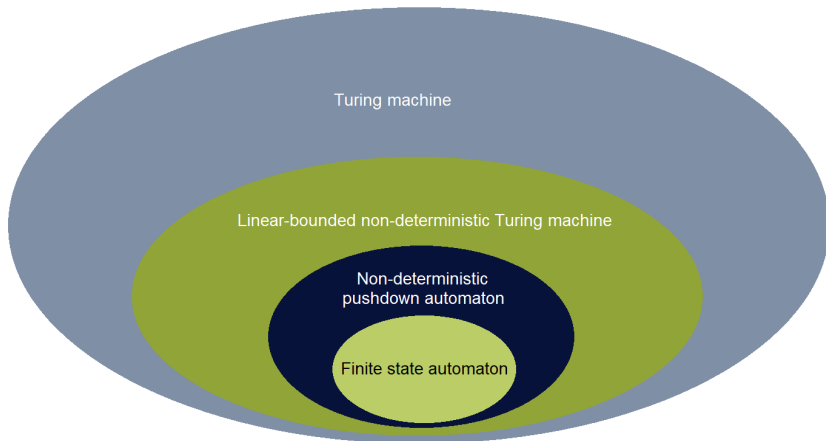 Turing machine
Linear-bounded non-deterministic Turing machine
Non-deterministic
pushdown automaton
Finite state automaton